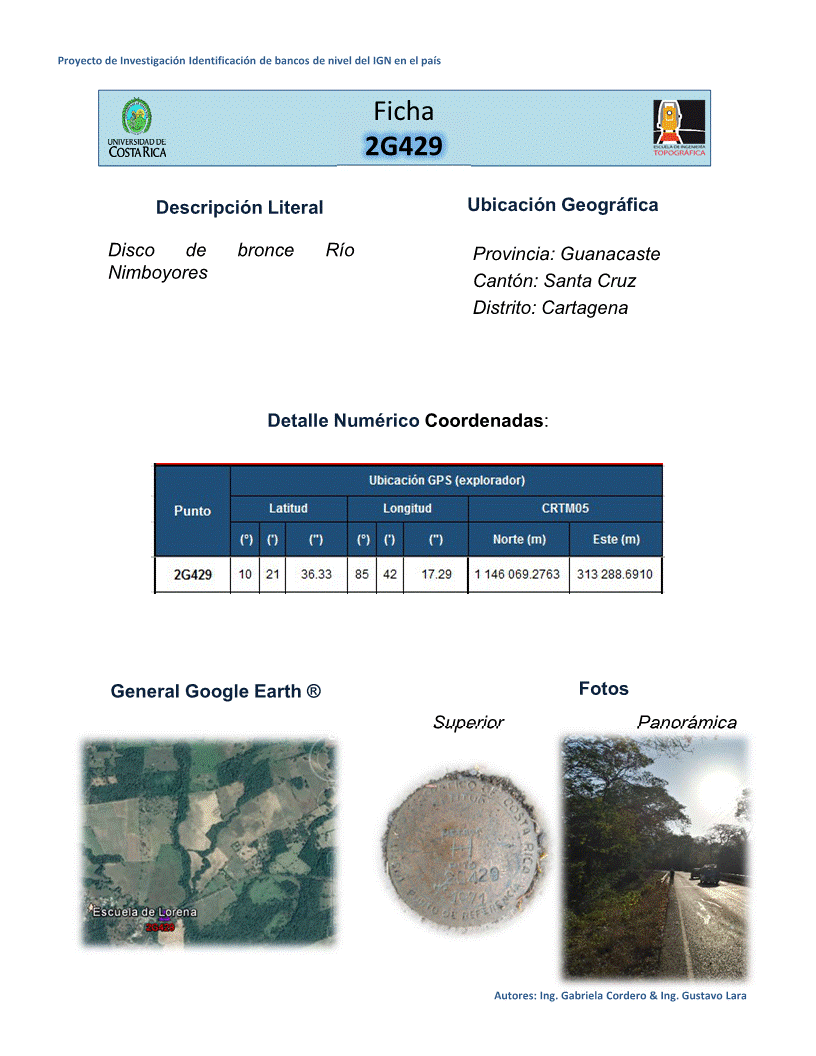 Proyecto de Investigación Identificación de bancos de nivel del IGN en el país
UNIVERSIDAD DE
COSTA RICA
Ficha
2G429
ESCUELA DE INGENIERÍA
TOPOGRÁFICA
Descripción Literal
Disco de bronce Río
Nimboyores
Ubicación Geográfica
Provincia: Guanacaste
Cantón: Santa Cruz
Distrito: Cartagena
Detalle Numérico Coordenadas:
Punto
Ubicación GPS (explorador)
Latitud Longitud CRTM05
(°) (') (") (°) (') (") Norte (m) Este (m)
2G429 10 21 36.33 85 42 17.29 1 146 069.2763 313 288.6910
General Google Earth ®
Fotos
Superior Panorámica
Escuela de Lorena
2G429
COSTA RICA
2G429
1971
DE REFERENCIA
Autores: Ing. Gabriela Cordero & Ing. Gustavo Lara